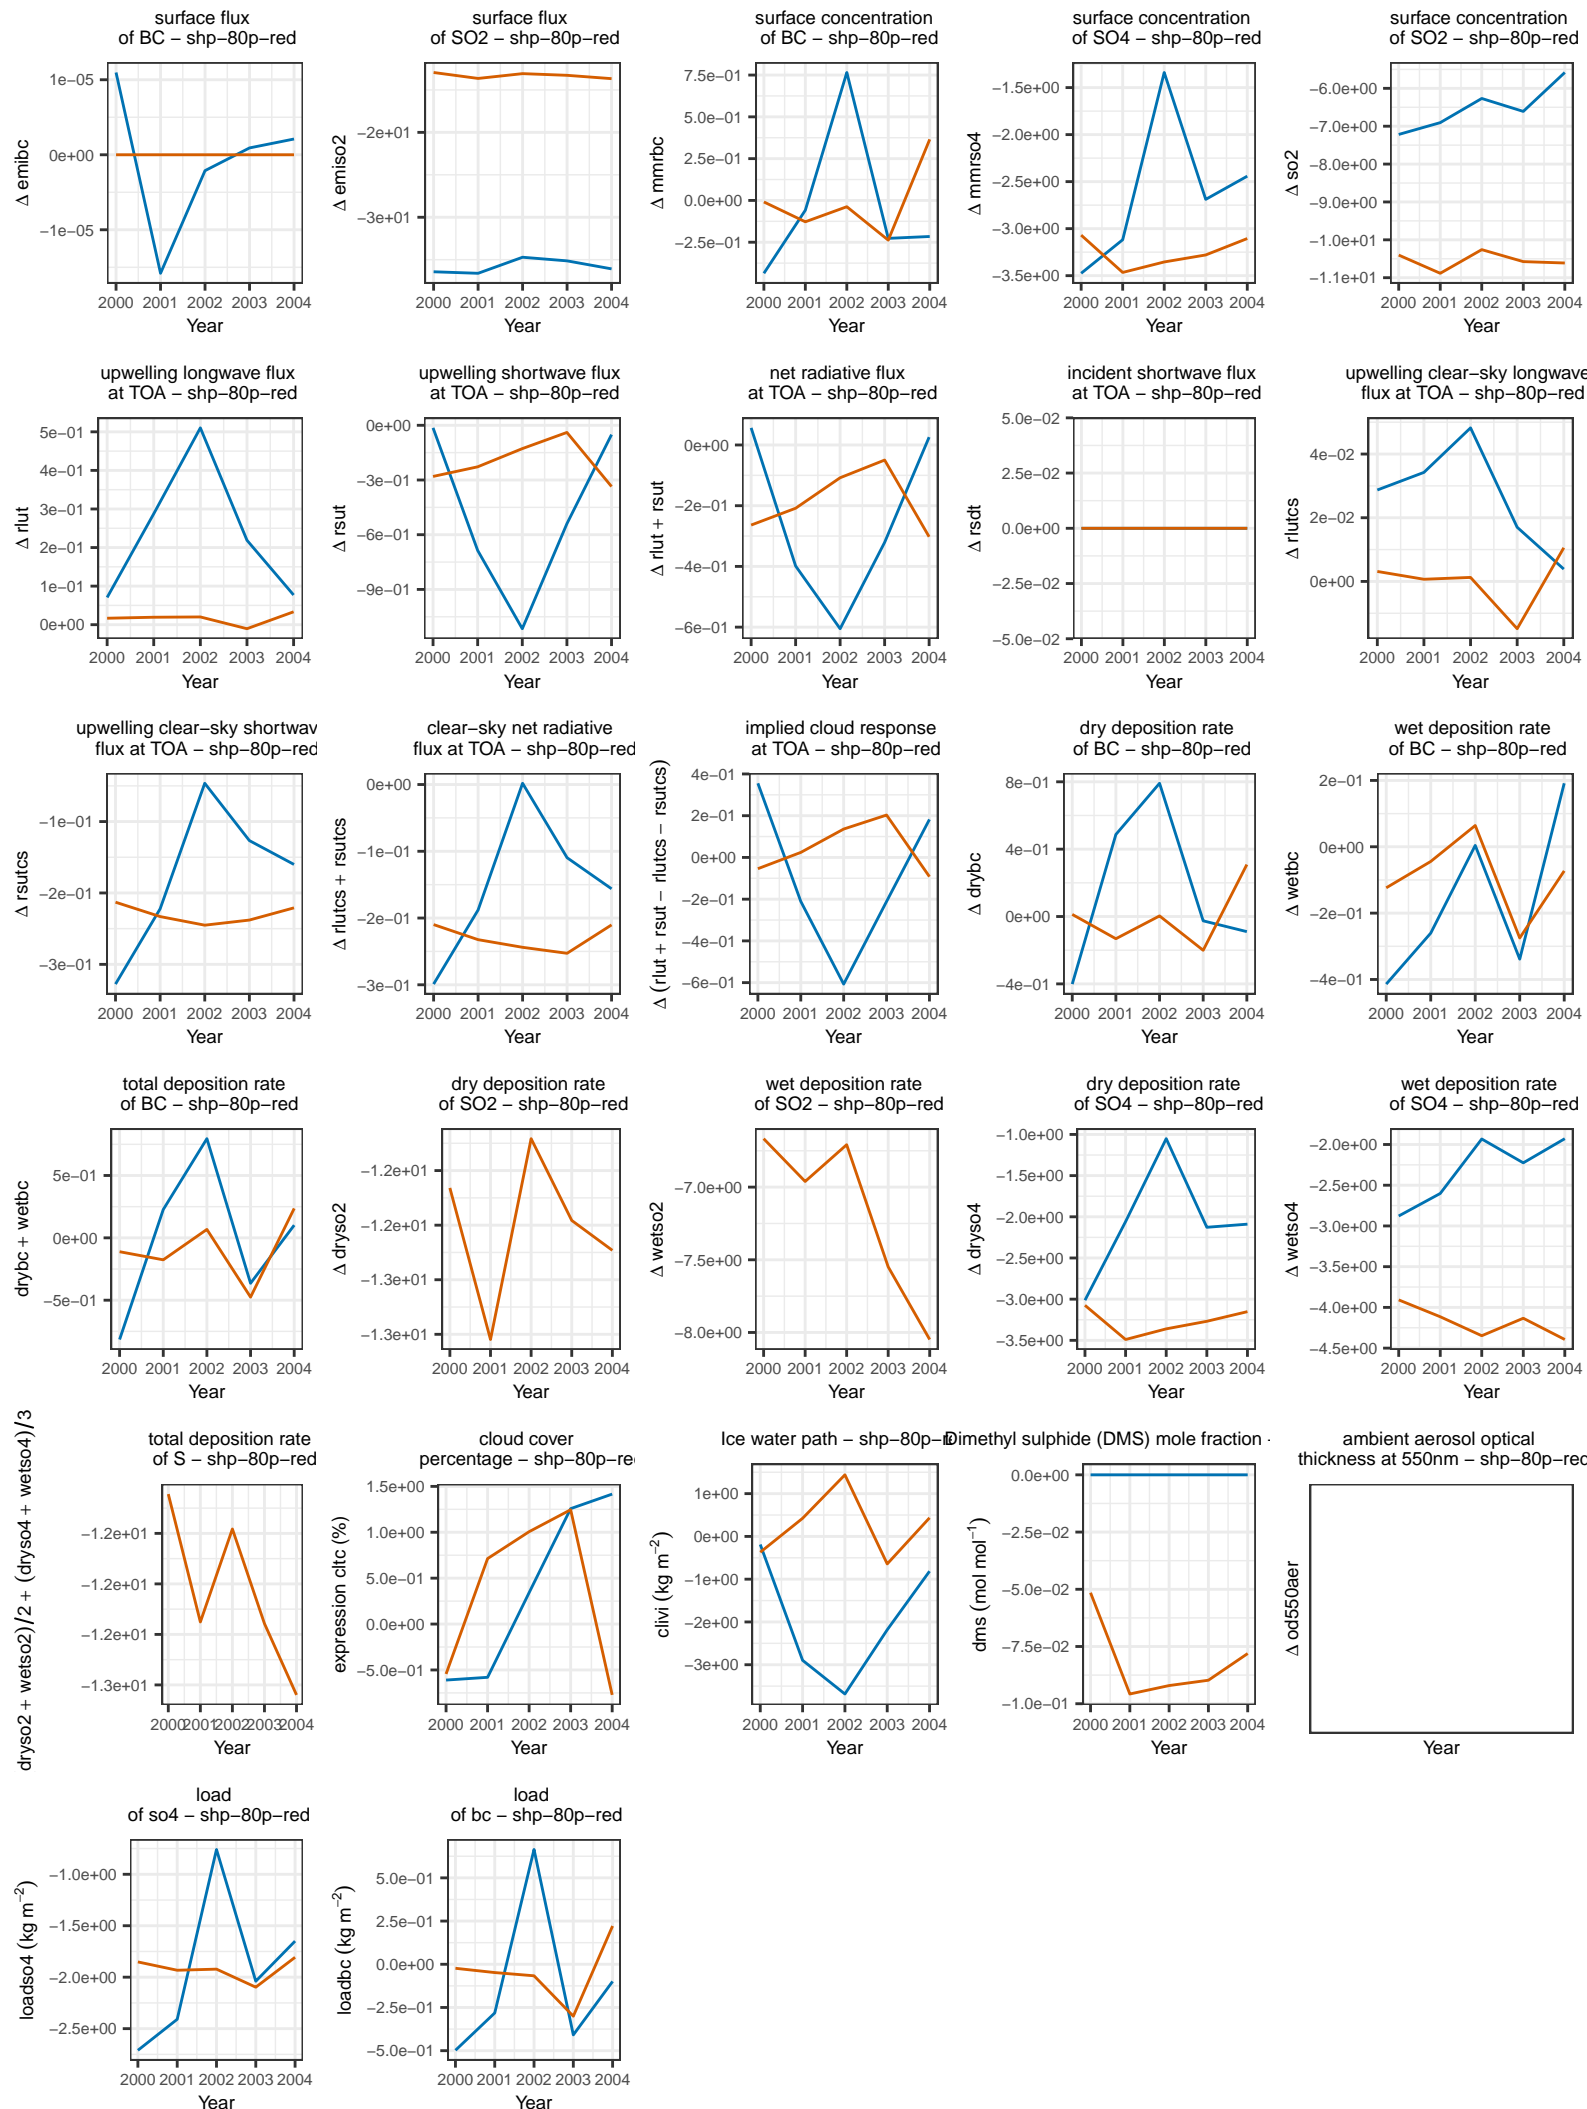 surface flux
of BC − shp−80p−red
Δ emibc
1e−05
0e+00
−1e−05
2000 2001 2002 2003 2004
Year
surface flux
of SO2 − shp−80p−red
Δ emiso2
−2e+01
−3e+01
2000 2001 2002 2003 2004
Year
surface concentration
of BC − shp−80p−red
Δ mmrbc
7.5e−01
5.0e−01
2.5e−01
0.0e+00
−2.5e−01
2000 2001 2002 2003 2004
Year
surface concentration
of SO4 − shp−80p−red
Δ mmrso4
−1.5e+00
−2.0e+00
−2.5e+00
−3.0e+00
−3.5e+00
2000 2001 2002 2003 2004
Year
surface concentration
of SO2 − shp−80p−red
Δ so2
−6.0e+00
−7.0e+00
−8.0e+00
−9.0e+00
−1.0e+01
−1.1e+01
2000 2001 2002 2003 2004
Year
upwelling longwave flux
at TOA − shp−80p−red
Δ rlut
5e−01
4e−01
3e−01
2e−01
1e−01
0e+00
2000 2001 2002 2003 2004
Year
upwelling shortwave flux
at TOA − shp−80p−red
Δ rsut
0e+00
−3e−01
−6e−01
−9e−01
2000 2001 2002 2003 2004
Year
net radiative flux
at TOA − shp−80p−red
Δ rlut + rsut
0e+00
−2e−01
−4e−01
−6e−01
2000 2001 2002 2003 2004
Year
incident shortwave flux
at TOA − shp−80p−red
Δ rsdt
5.0e−02
2.5e−02
0.0e+00
−2.5e−02
−5.0e−02
2000 2001 2002 2003 2004
Year
upwelling clear−sky longwave
flux at TOA − shp−80p−red
Δ rlutcs
4e−02
2e−02
0e+00
2000 2001 2002 2003 2004
Year
upwelling clear−sky shortwav
flux at TOA − shp−80p−red
Δ rsutcs
−1e−01
−2e−01
−3e−01
2000 2001 2002 2003 2004
Year
clear−sky net radiative
flux at TOA − shp−80p−red
Δ rlutcs + rsutcs
0e+00
−1e−01
−2e−01
−3e−01
2000 2001 2002 2003 2004
Year
implied cloud response
at TOA − shp−80p−red
Δ (rlut + rsut − rlutcs − rsutcs)
4e−01
2e−01
0e+00
−2e−01
−4e−01
−6e−01
2000 2001 2002 2003 2004
Year
dry deposition rate
of BC − shp−80p−red
Δ drybc
8e−01
4e−01
0e+00
−4e−01
2000 2001 2002 2003 2004
Year
wet deposition rate
of BC − shp−80p−red
Δ wetbc
2e−01
0e+00
−2e−01
−4e−01
2000 2001 2002 2003 2004
Year
total deposition rate
of BC − shp−80p−red
drybc + wetbc
5e−01
0e+00
−5e−01
2000 2001 2002 2003 2004
Year
dry deposition rate
of SO2 − shp−80p−red
Δ dryso2
−1.2e+01
−1.2e+01
−1.3e+01
−1.3e+01
2000 2001 2002 2003 2004
Year
wet deposition rate
of SO2 − shp−80p−red
Δ wetso2
−7.0e+00
−7.5e+00
−8.0e+00
2000 2001 2002 2003 2004
Year
dry deposition rate
of SO4 − shp−80p−red
Δ dryso4
−1.0e+00
−1.5e+00
−2.0e+00
−2.5e+00
−3.0e+00
−3.5e+00
2000 2001 2002 2003 2004
Year
wet deposition rate
of SO4 − shp−80p−red
Δ wetso4
−2.0e+00
−2.5e+00
−3.0e+00
−3.5e+00
−4.0e+00
−4.5e+00
2000 2001 2002 2003 2004
Year
total deposition rate
of S − shp−80p−red
dryso2 + wetso2)/2 + (dryso4 + wetso4)/3
−1.2e+01
−1.2e+01
−1.2e+01
−1.3e+01
2000 2001 2002 2003 2004
Year
cloud cover
percentage − shp−80p−re
expression cltc (%)
1.5e+00
1.0e+00
5.0e−01
0.0e+00
−5.0e−01
2000 2001 2002 2003 2004
Year
Ice water path − shp−80p−r
clivi (kg m−2)
1e+00
0e+00
−1e+00
−2e+00
−3e+00
2000 2001 2002 2003 2004
Year
Dimethyl sulphide (DMS) mole fraction −
dms (mol mol−1)
0.0e+00
−2.5e−02
−5.0e−02
−7.5e−02
−1.0e−01
2000 2001 2002 2003 2004
Year
ambient aerosol optical
thickness at 550nm − shp−80p−red
Δ od550aer
Year
load
of so4 − shp−80p−red
loadso4 (kg m−2)
−1.0e+00
−1.5e+00
−2.0e+00
−2.5e+00
2000 2001 2002 2003 2004
Year
load
of bc − shp−80p−red
loadbc (kg m−2)
5.0e−01
2.5e−01
0.0e+00
−2.5e−01
−5.0e−01
2000 2001 2002 2003 2004
Year